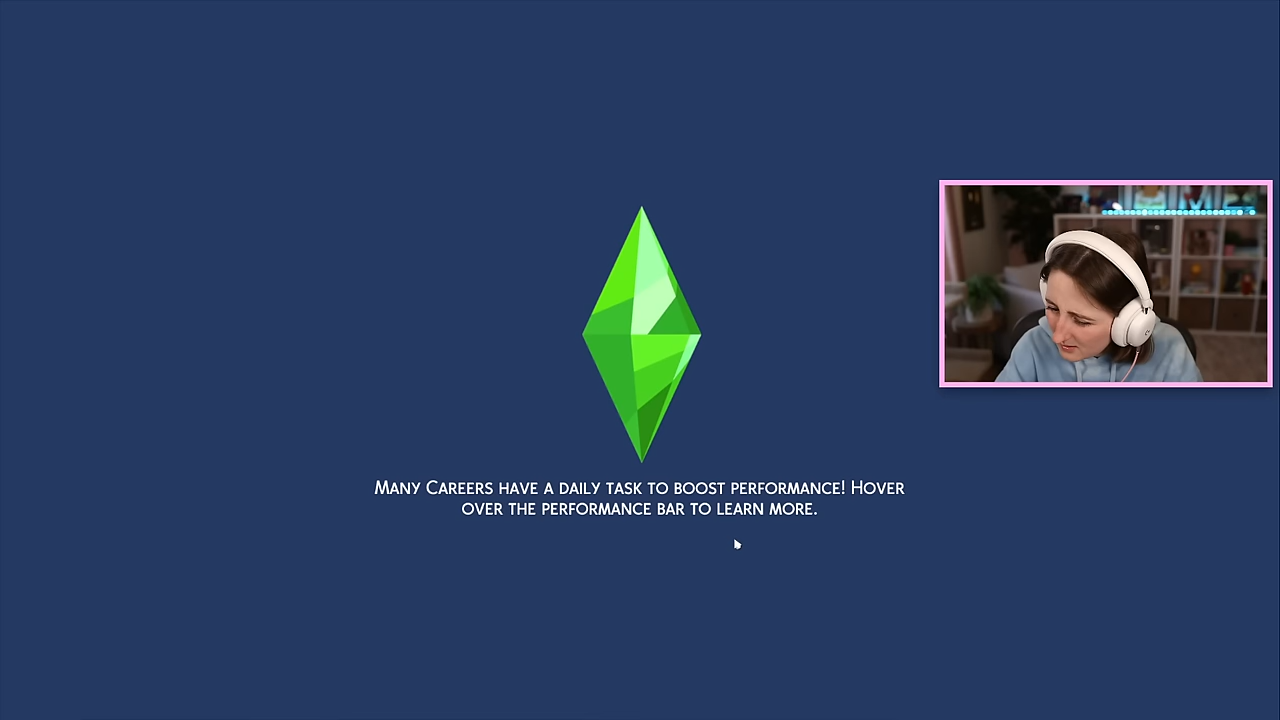 Many Careers have a daily task to boost performance! Hover
over the performance bar to learn more.